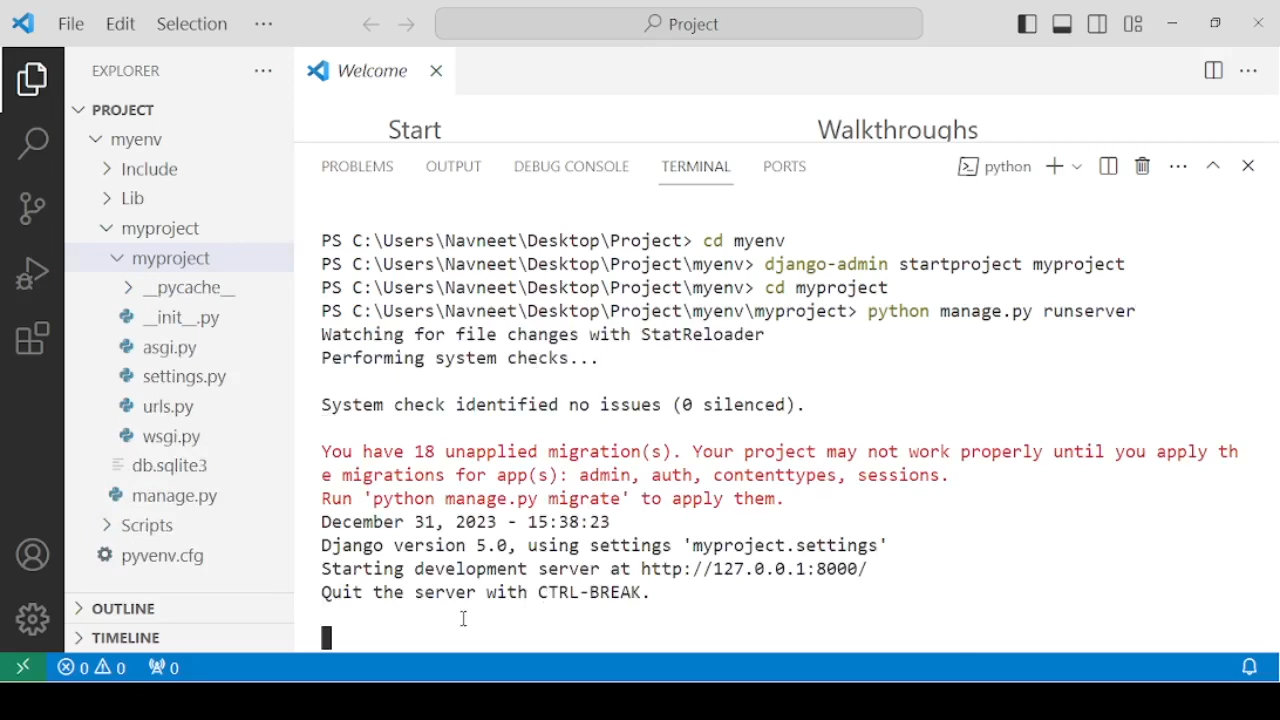 File Edit Selection ··· Project
EXPLORER ···
Welcome
PROJECT
myenv
Include
Lib
myproject
myproject
__pycache__
__init__.py
asgi.py
settings.py
urls.py
wsgi.py
db.sqlite3
manage.py
Scripts
pyvenv.cfg
OUTLINE
TIMELINE
Start Walkthroughs
PROBLEMS OUTPUT DEBUG CONSOLE TERMINAL PORTS python
PS C:\Users\Navneet\Desktop\Project> cd myenv
PS C:\Users\Navneet\Desktop\Project\myenv> django-admin startproject myproject
PS C:\Users\Navneet\Desktop\Project\myenv> cd myproject
PS C:\Users\Navneet\Desktop\Project\myenv\myproject> python manage.py runserver
Watching for file changes with StatReloader
Performing system checks...
System check identified no issues (0 silenced).
You have 18 unapplied migration(s). Your project may not work properly until you apply th
e migrations for app(s): admin, auth, contenttypes, sessions.
Run 'python manage.py migrate' to apply them.
December 31, 2023 - 15:38:23
Django version 5.0, using settings 'myproject.settings'
Starting development server at http://127.0.0.1:8000/
Quit the server with CTRL-BREAK.
0 0 0